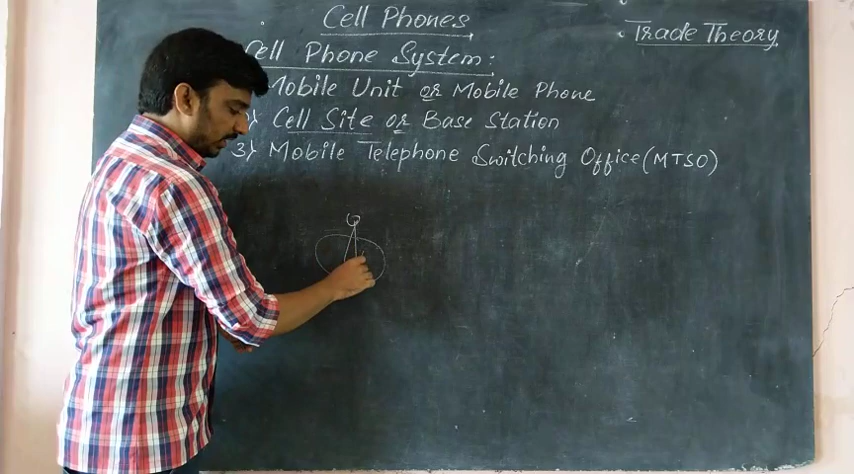 Cell Phones
Trade Theory
Cell Phone System:
Mobile Unit or Mobile Phone
Cell Site or Base Station
3) Mobile Telephone Switching Office (MTSO)